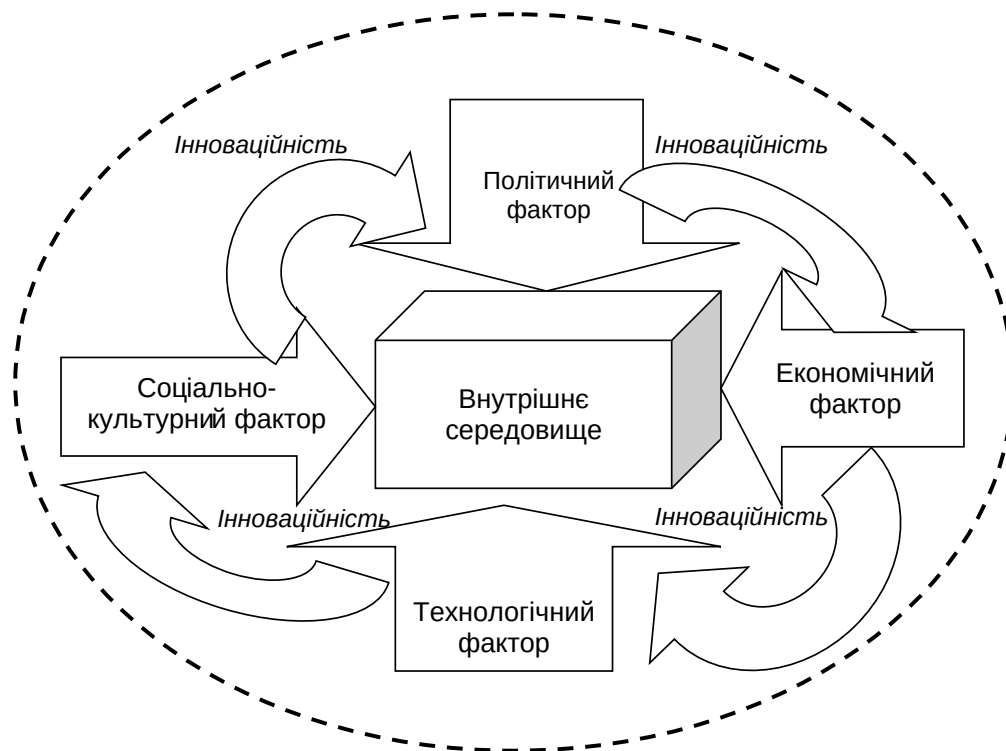 Інноваційність
Інноваційність
Політичний
фактор
Соціально-
культурний фактор
Внутрішнє
середовище
Економічний
фактор
Інноваційність
Інноваційність
Технологічний
фактор